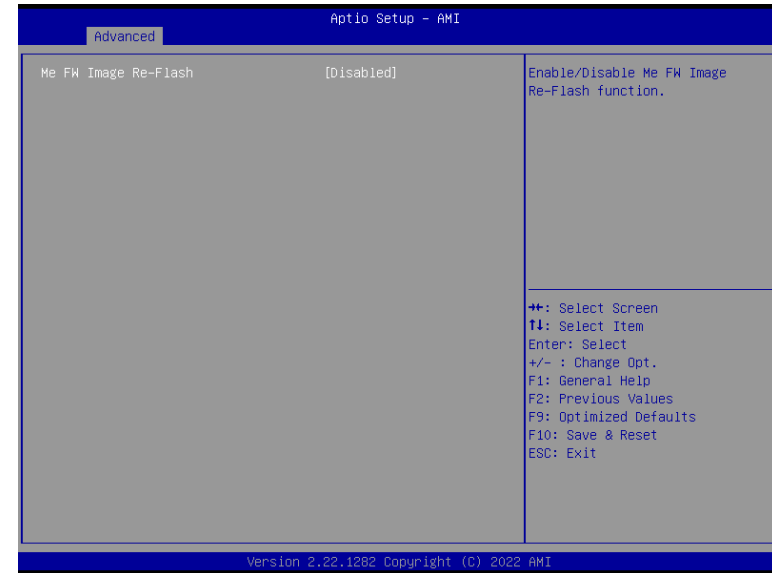 Aptio Setup – AMI
Advanced
Me FW Image Re-Flash [Disabled]
Enable/Disable Me FW Image
Re-Flash function.
→←: Select Screen
↑↓: Select Item
Enter: Select
+/- : Change Opt.
F1: General Help
F2: Previous Values
F9: Optimized Defaults
F10: Save & Reset
ESC: Exit
Version 2.22.1282 Copyright (C) 2022 AMI